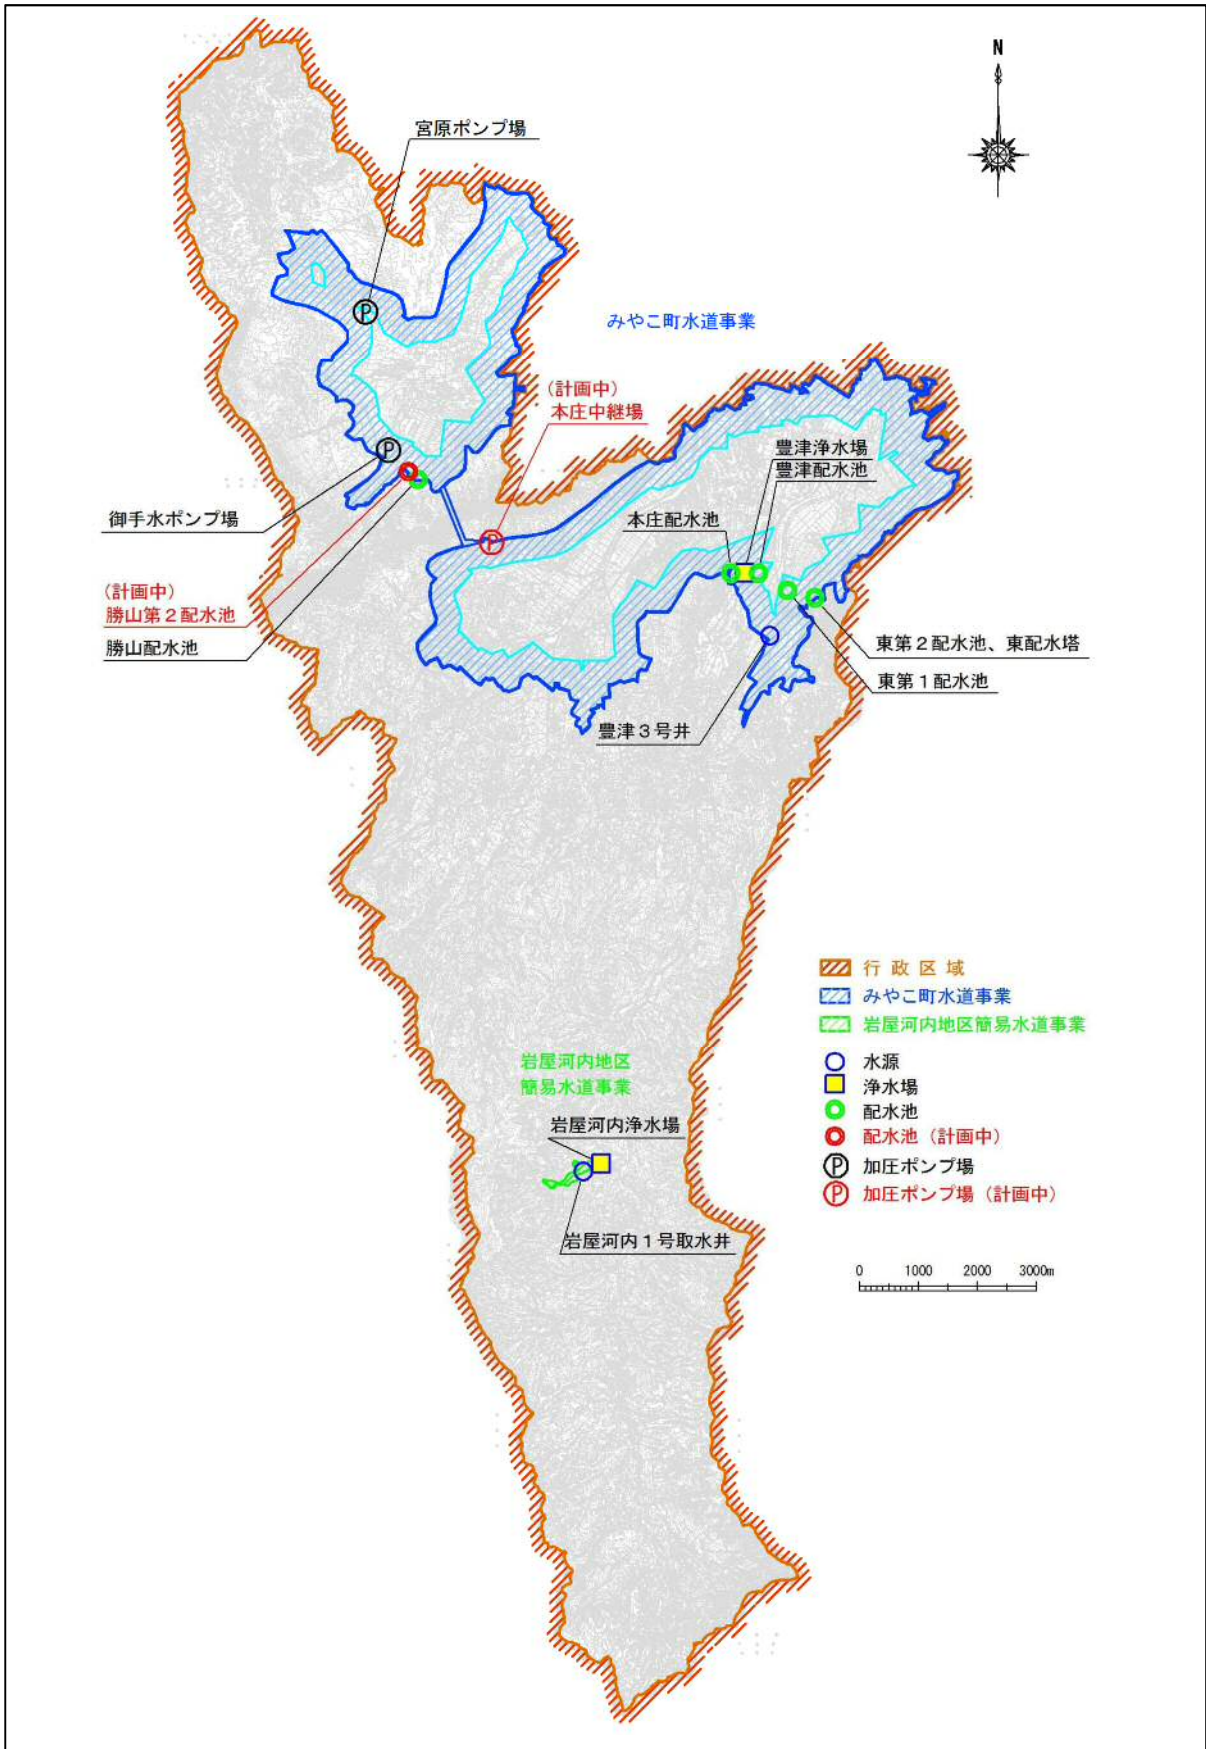 N
宮原ポンプ場
みやこ町水道事業
(計画中)
本庄中継場
豊津浄水場
豊津配水池
本庄配水池
御手水ポンプ場
(計画中)
勝山第２配水池
勝山配水池
東第２配水池、東配水塔
東第１配水池
豊津３号井
行政区域
みやこ町水道事業
岩屋河内地区簡易水道事業
水源
浄水場
配水池
配水池（計画中）
P 加圧ポンプ場
P 加圧ポンプ場（計画中）
岩屋河内地区
簡易水道事業
岩屋河内浄水場
岩屋河内１号取水井
0 1000 2000 3000m
P
P
P